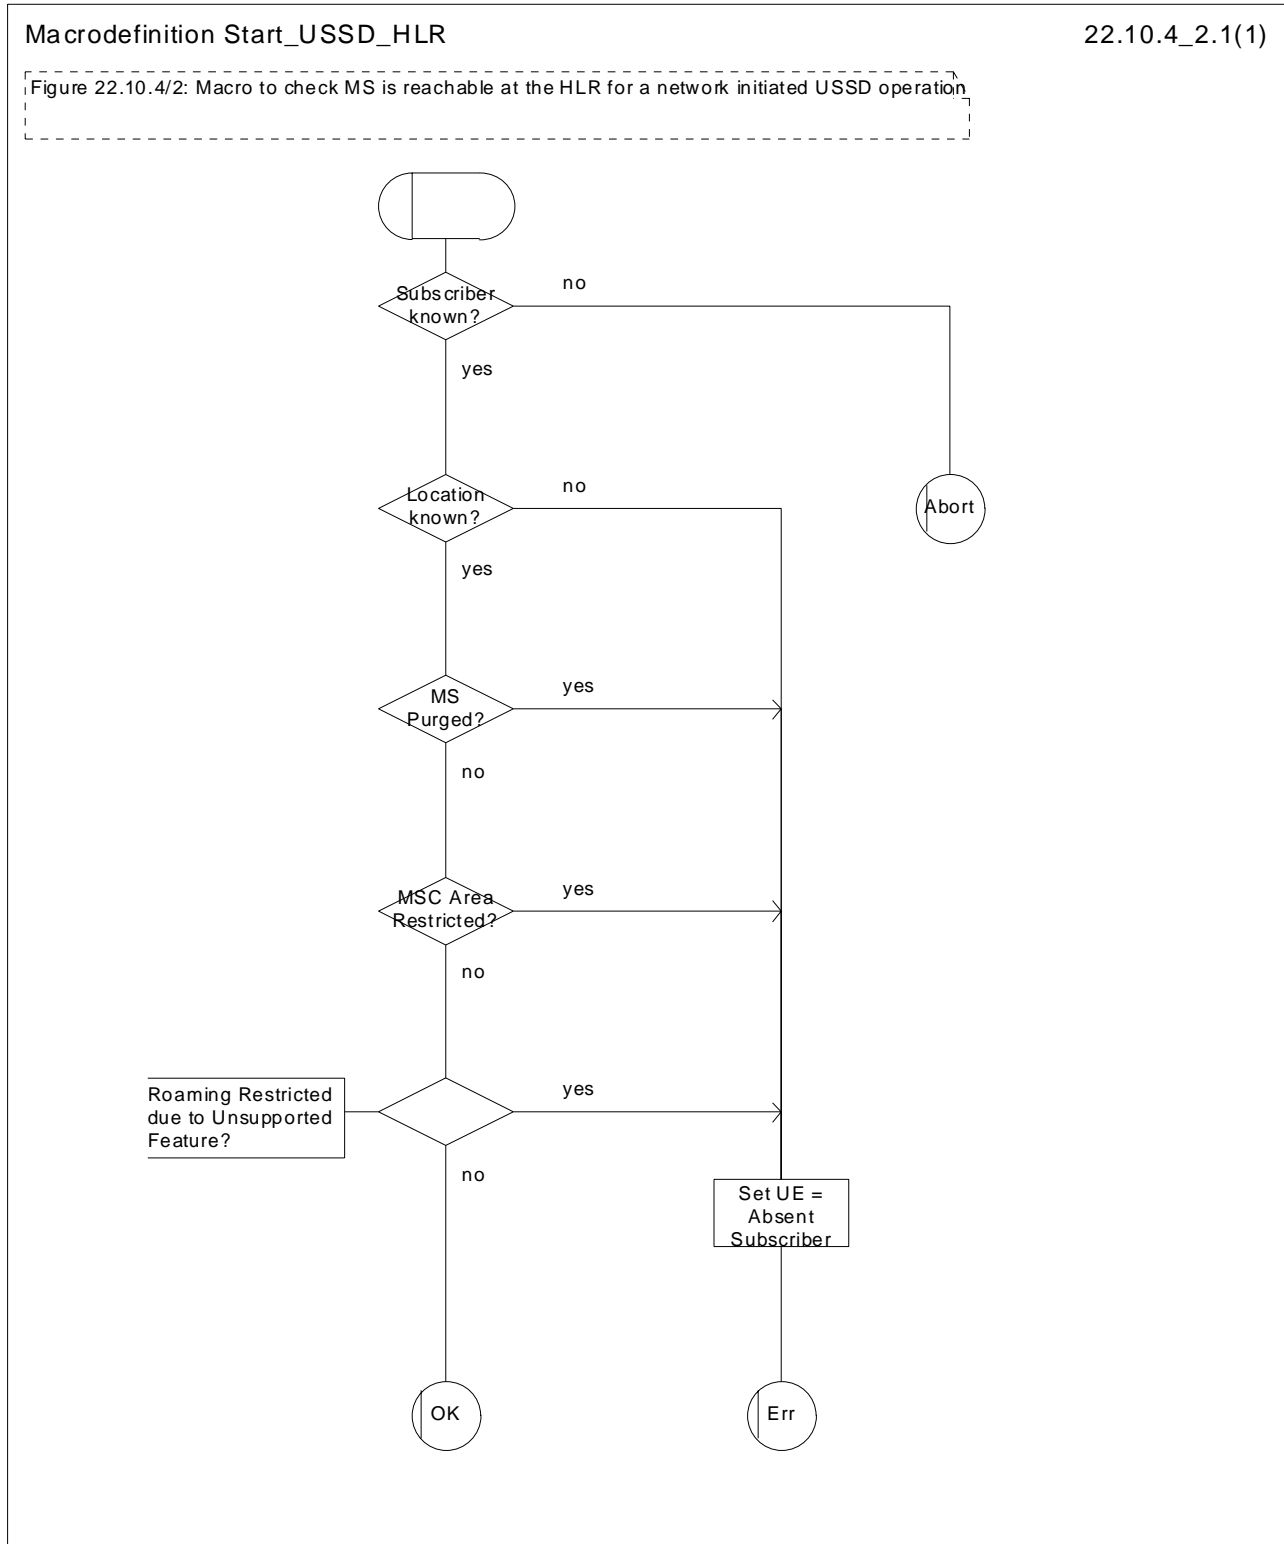 Macrodefinition Start_USSD_HLR
22.10.4_2.1(1)
Figure 22.10.4/2: Macro to check MS is reachable at the HLR for a network initiated USSD operation
no
Subscriber
known?
yes
no
Location
known?
Abort
yes
yes
MS
Purged?
no
yes
MSC Area
Restricted?
no
yes
Roaming Restricted
due to Unsupported
Feature?
no
Set UE =
Absent
Subscriber
OK
Err